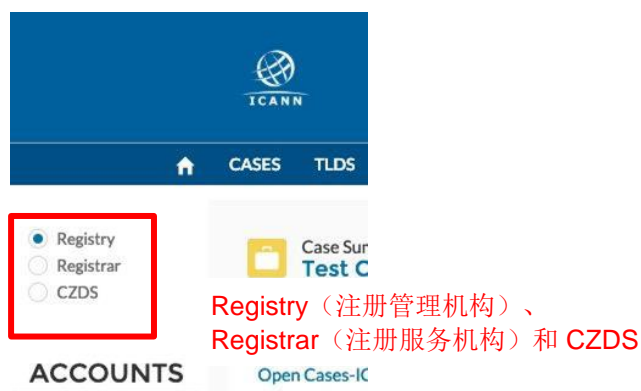 ICANN
CASES TLDS
Registry
Registrar
CZDS
Case Sur
Test C
Registry（注册管理机构）、
Registrar（注册服务机构）和 CZDS
ACCOUNTS
Open Cases-IC